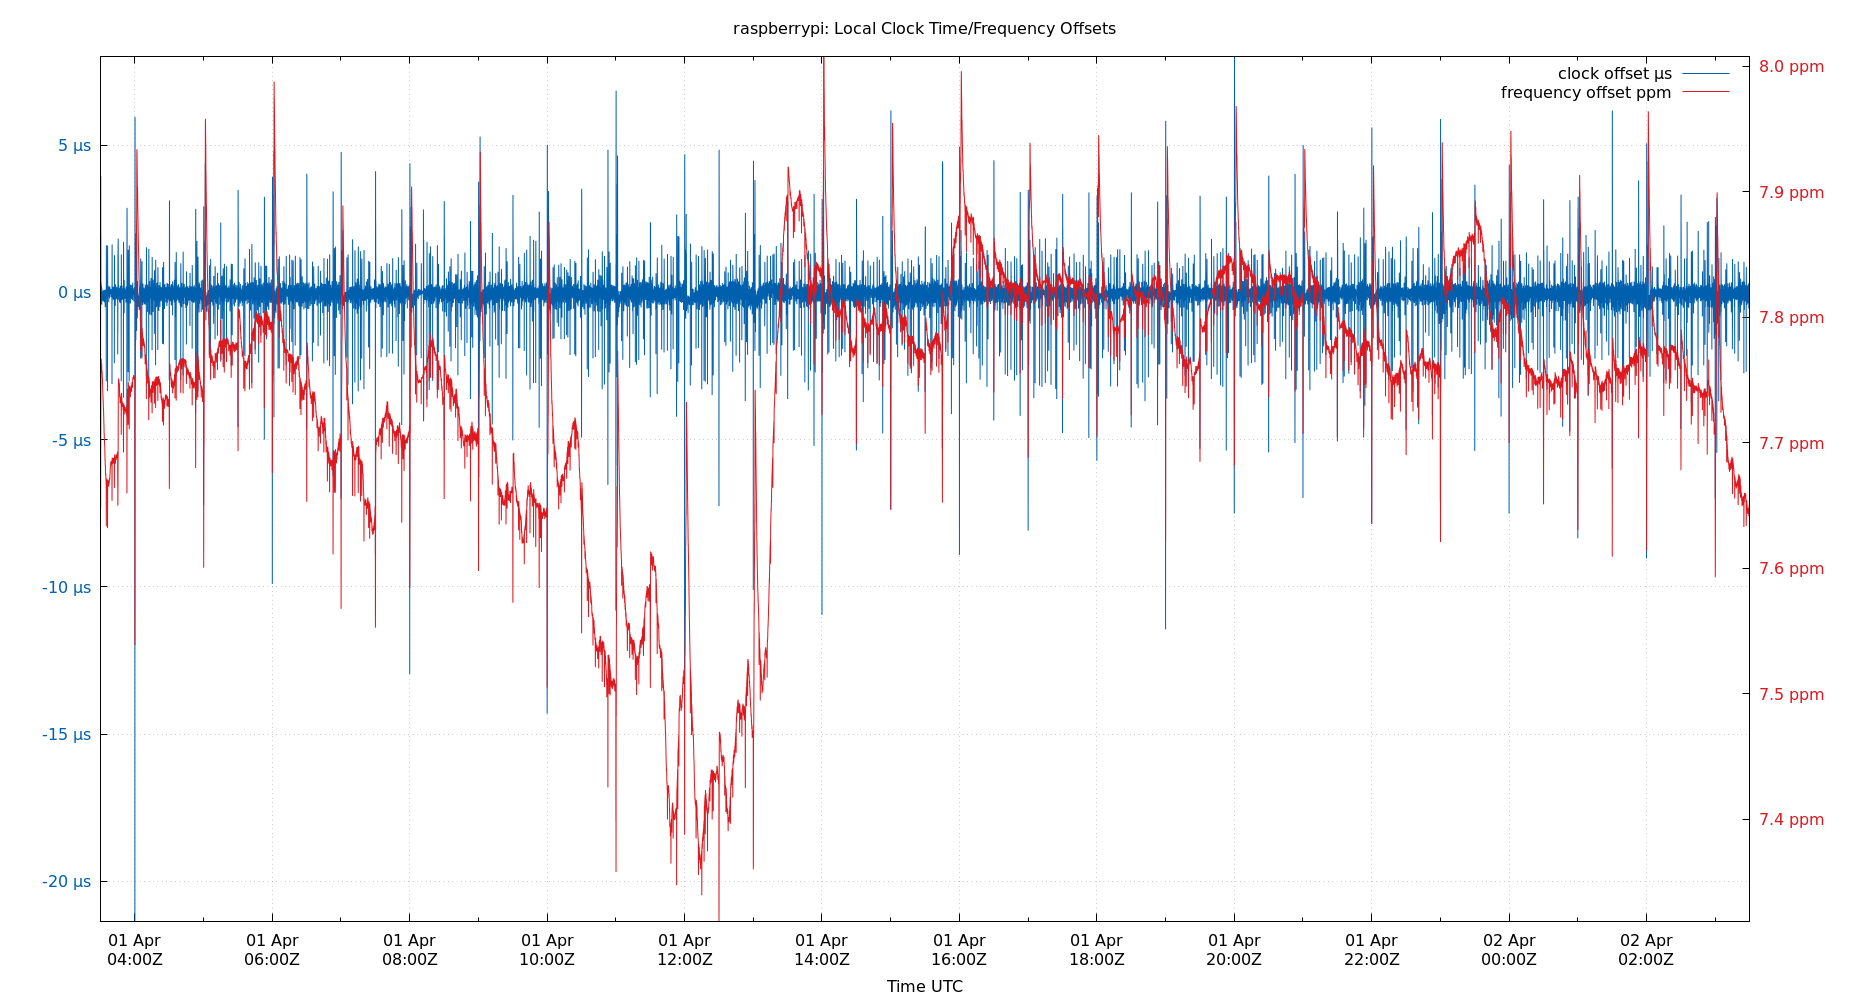 raspberrypi: Local Clock Time/Frequency Offsets
clock offset µs
frequency offset ppm
5 µs
0 µs
-5 µs
-10 µs
-15 µs
-20 µs
8.0 ppm
7.9 ppm
7.8 ppm
7.7 ppm
7.6 ppm
7.5 ppm
7.4 ppm
01 Apr 01 Apr 01 Apr 01 Apr 01 Apr 01 Apr 01 Apr 01 Apr 01 Apr 01 Apr 02 Apr 02 Apr
04:00Z 06:00Z 08:00Z 10:00Z 12:00Z 14:00Z 16:00Z 18:00Z 20:00Z 22:00Z 00:00Z 02:00Z
Time UTC